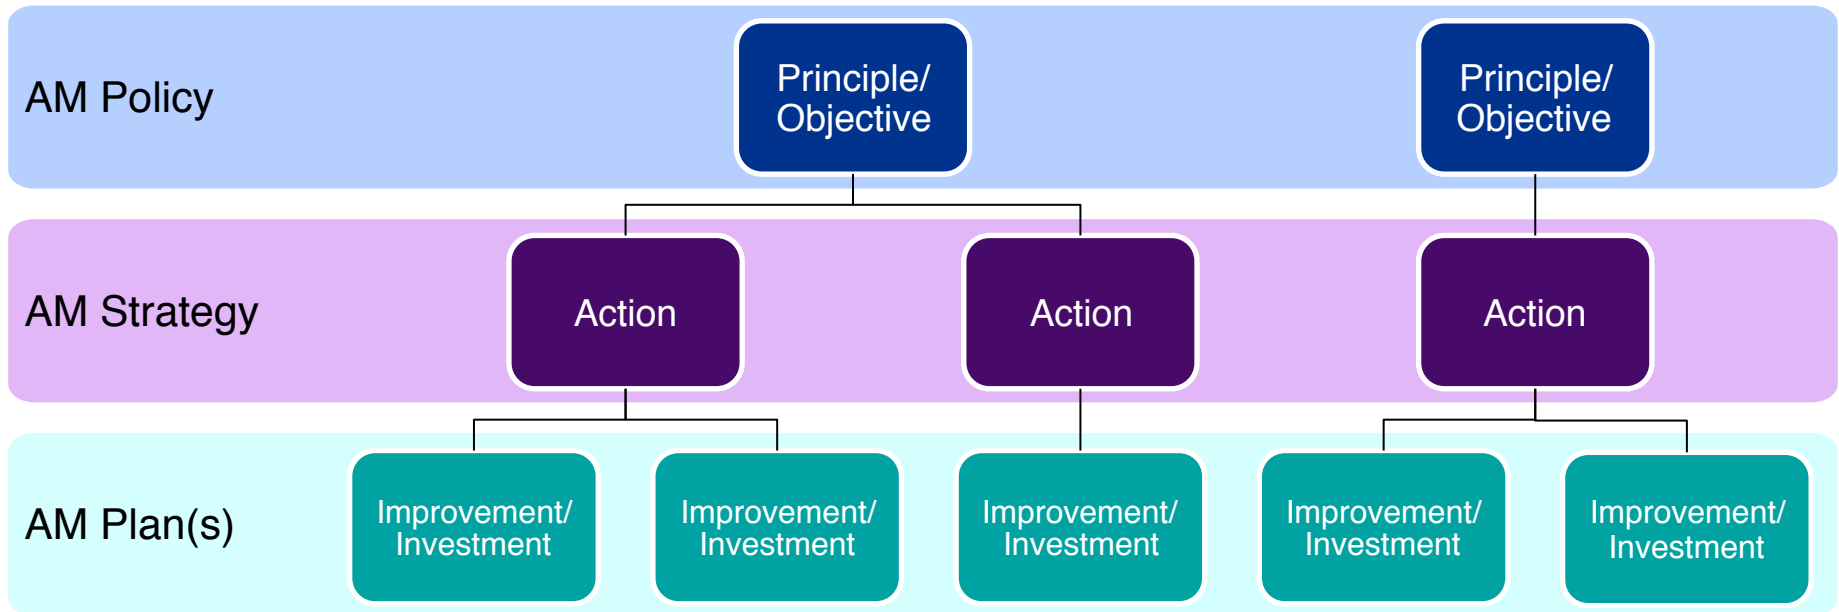 AM Policy
Principle/
Objective
Principle/
Objective
AM Strategy
Action
Action
Action
AM Plan(s)
Improvement/
Investment
Improvement/
Investment
Improvement/
Investment
Improvement/
Investment
Improvement/
Investment